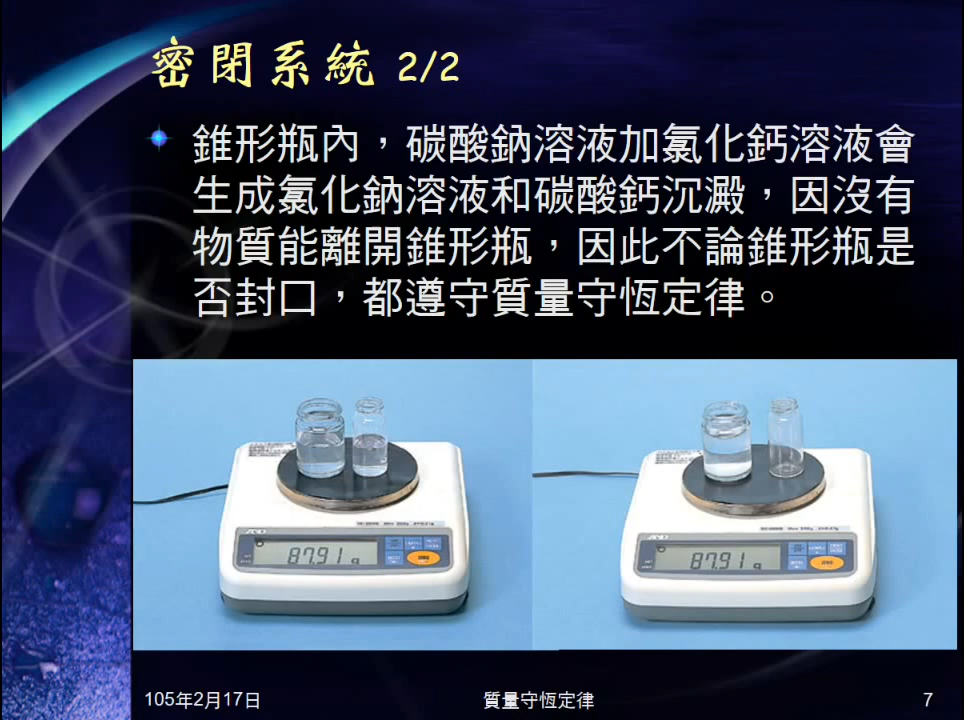 密閉系統 2/2
錐形瓶內，碳酸鈉溶液加氯化鈣溶液會
生成氯化鈉溶液和碳酸鈣沉澱，因沒有
物質能離開錐形瓶，因此不論錐形瓶是
否封口，都遵守質量守恆定律。
87.91 g
87.91 g
105年2月17日
質量守恆定律
7